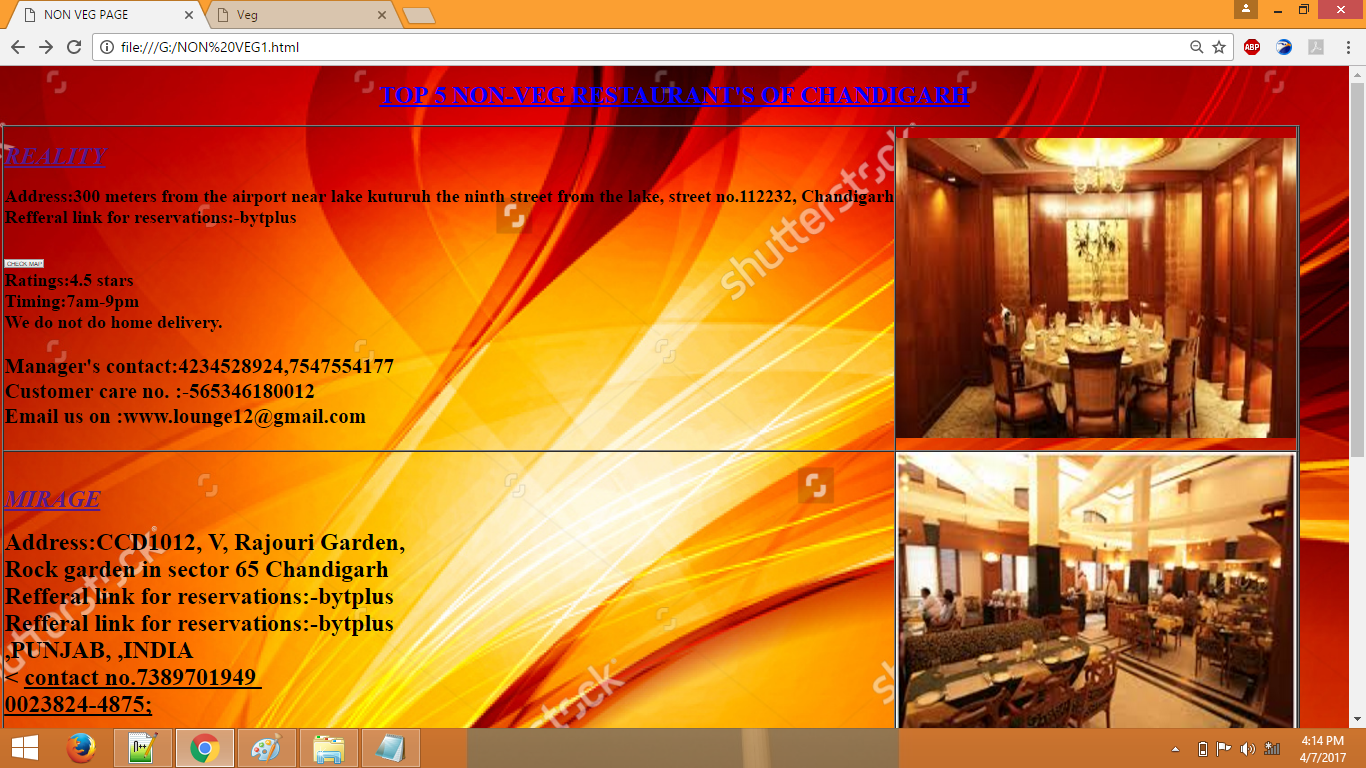 NON VEG PAGE
Veg
file:///G:/NON%20VEG1.html
ABP
TOP 5 NON-VEG RESTAURANT'S OF CHANDIGARH
REALITY
Address:300 meters from the airport near lake kuturuh the ninth street from the lake, street no.112232, Chandigarh
Refferal link for reservations:-bytplus
CHECK MAP
Ratings:4.5 stars
Timing:7am-9pm
We do not do home delivery.
Manager's contact:4234528924,7547554177
Customer care no. :-565346180012
Email us on :www.lounge12@gmail.com
MIRAGE
Address:CCD1012, V, Rajouri Garden,
Rock garden in sector 65 Chandigarh
Refferal link for reservations:-bytplus
Refferal link for reservations:-bytplus
,PUNJAB, ,INDIA
< contact no.7389701949
0023824-4875;
shutterstock
shutterstock
shutterstock
4:14 PM
4/7/2017